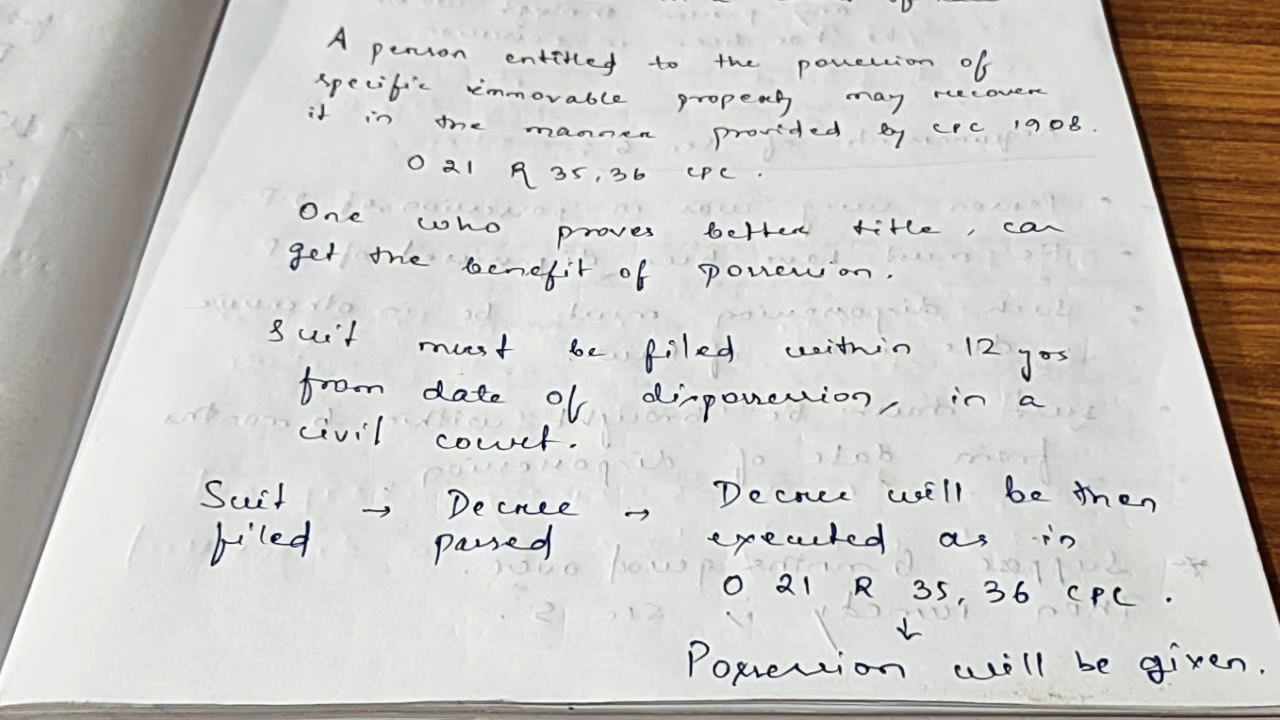 A person entitled to the possession of
specific immovable property may recover
it in the manner provided by CPC 1908.
O 21 R 35, 36 CPC.
One who proves better title, can
get the benefit of possession.
Suit must be filed within 12 yrs
from date of dispossession, in a
civil court.
Suit → Decree → Decree will be then
filed parsed executed as in
O 21 R 35, 36 CPC.
↓
Possession will be given.